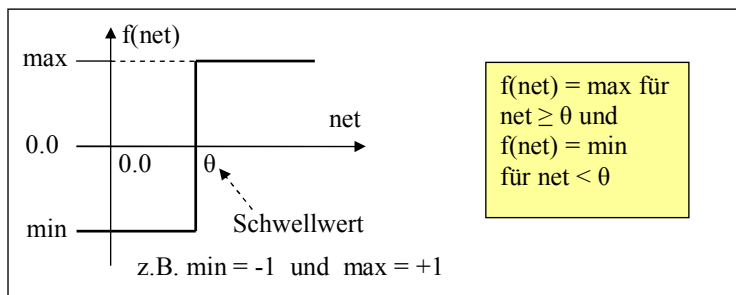 f(net)
max
net
0.0
0.0
θ
Schwellwert
min
z.B. min = -1 und max = +1
f(net) = max für
net ≥ θ und
f(net) = min
für net < θ